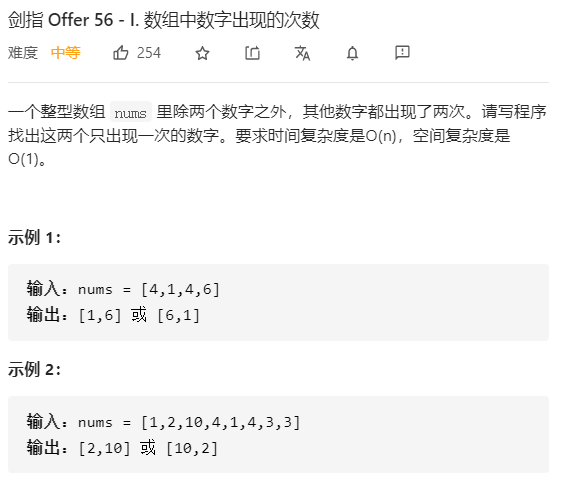 剑指 Offer 56 - I. 数组中数字出现的次数
难度 中等 254
一个整型数组 nums 里除两个数字之外，其他数字都出现了两次。请写程序
找出这两个只出现一次的数字。要求时间复杂度是O(n)，空间复杂度是
O(1)。
示例 1：
输入：nums = [4,1,4,6]
输出：[1,6] 或 [6,1]
示例 2：
输入：nums = [1,2,10,4,1,4,3,3]
输出：[2,10] 或 [10,2]